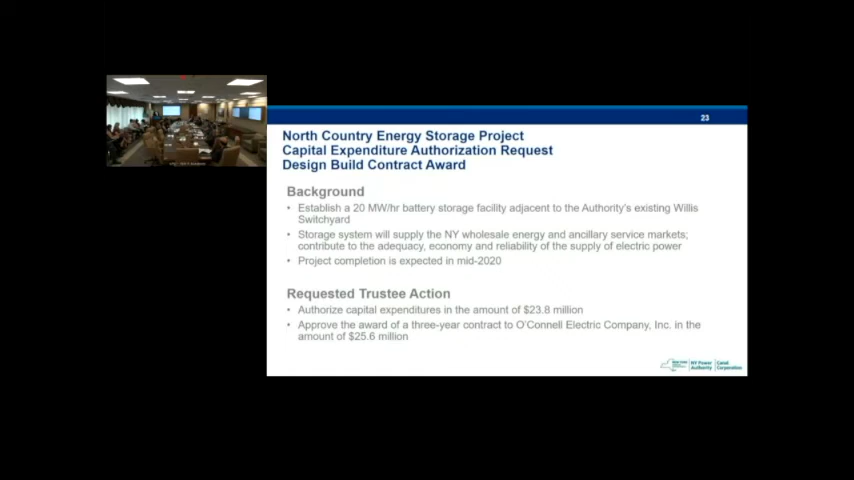 23
North Country Energy Storage Project
Capital Expenditure Authorization Request
Design Build Contract Award
Background
• Establish a 20 MW/hr battery storage facility adjacent to the Authority's existing Willis
Switchyard
• Storage system will supply the NY wholesale energy and ancillary service markets;
contribute to the adequacy, economy and reliability of the supply of electric power
• Project completion is expected in mid-2020
Requested Trustee Action
• Authorize capital expenditures in the amount of $23.8 million
• Approve the award of a three-year contract to O'Connell Electric Company, Inc. in the
amount of $25.6 million
NY Power Canal
Authority Corporation